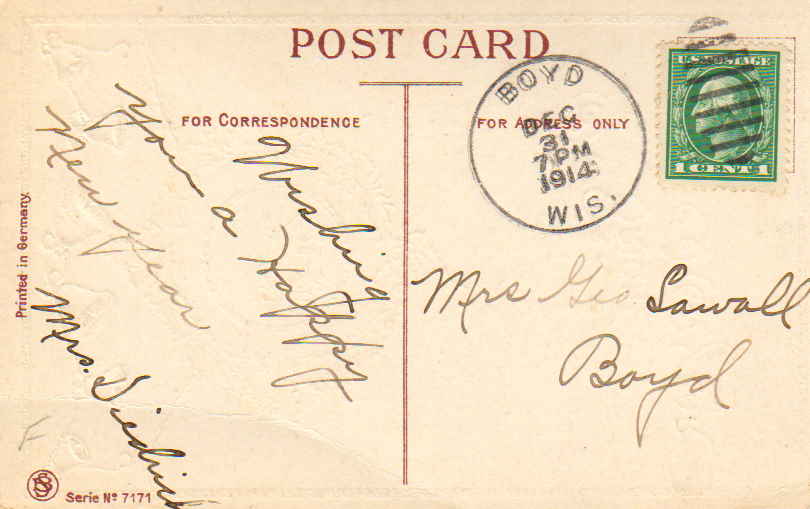 POST CARD
FOR CORRESPONDENCE
FOR ADDRESS ONLY
BOYD
DEC
31
7 PM
1914
WIS.
U.S. POSTAGE
1 CENT 1
Wishing
you a Happy
New Year
Mrs. Diedrich
Mrs Geo Sawall
Boyd
Printed in Germany.
F
Serie Nº 7171